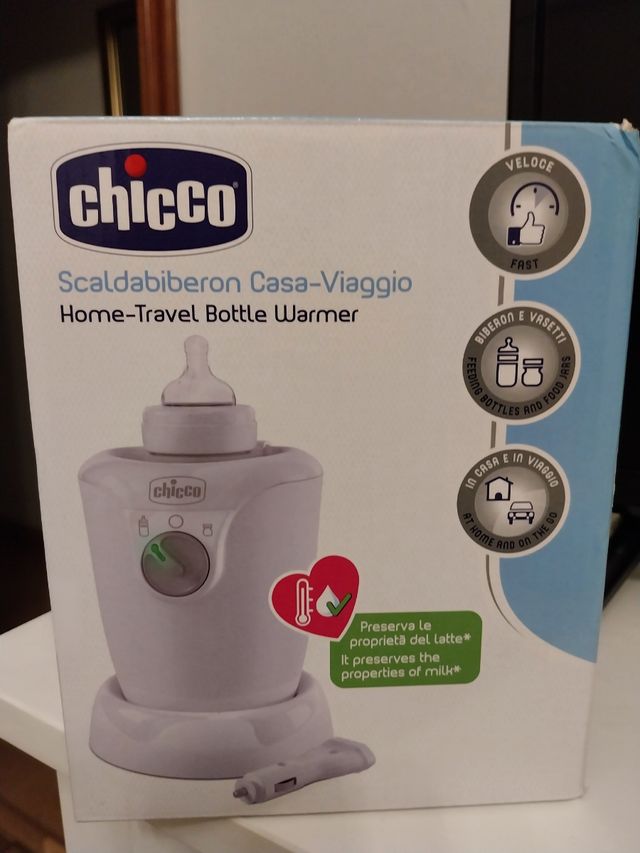 chicco
Scaldabiberon Casa-Viaggio
Home-Travel Bottle Warmer
VELOCE
FAST
BIBERON E VASETTI
FEEDING BOTTLES AND FOOD JARS
IN CASA E IN VIAGGIO
AT HOME AND ON THE GO
chicco
Preserva le
proprietà del latte*
It preserves the
properties of milk*